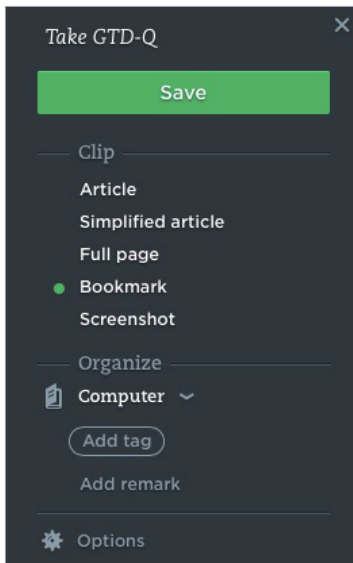 Take GTD-Q
Save
Clip
Article
Simplified article
Full page
Bookmark
Screenshot
Organize
Computer
Add tag
Add remark
Options